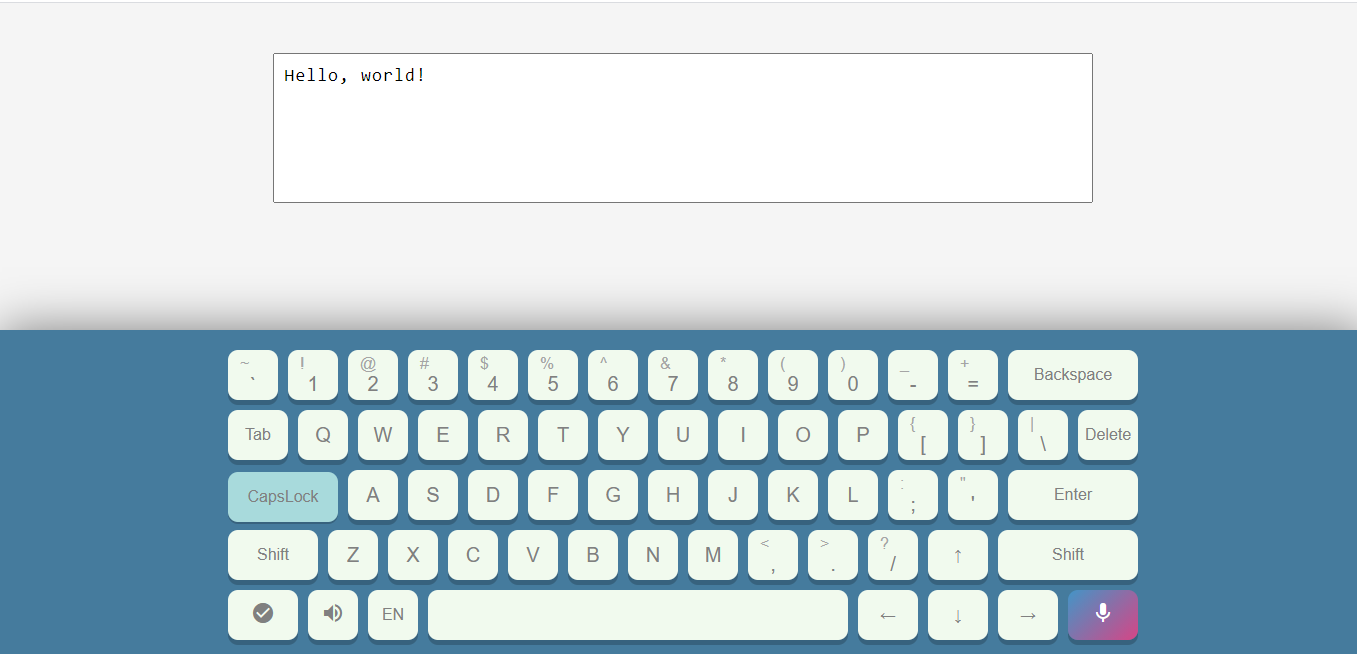 Hello, world!
~ ` ! 1 @ 2 # 3 $ 4 % 5 ^ 6 & 7 * 8 ( 9 ) 0 _ - + = Backspace
Tab Q W E R T Y U I O P { [ } ] | \ Delete
CapsLock A S D F G H J K L : ; " ' Enter
Shift Z X C V B N M < , > . ? / ↑ Shift
EN ← ↓ →